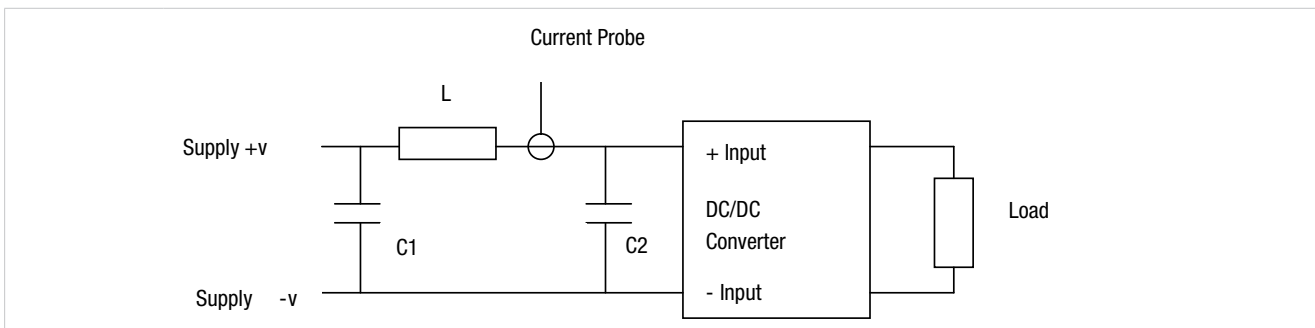 Current Probe
L
Supply +v
+ Input
DC/DC
Converter
Load
C1
C2
Supply -v
- Input